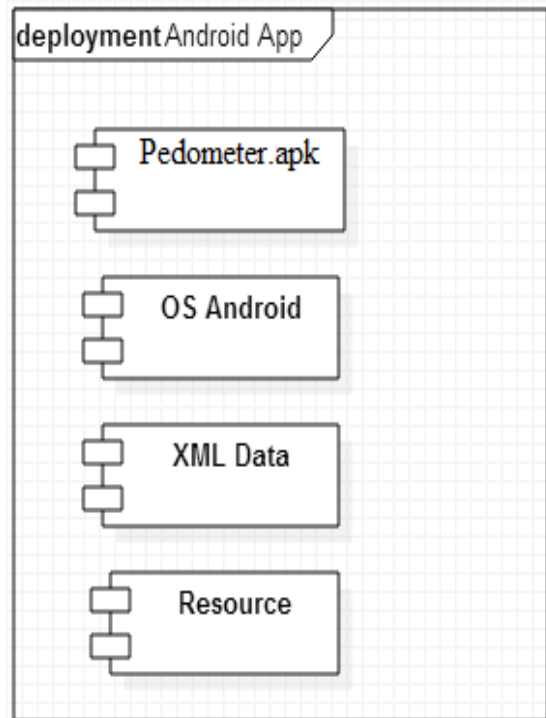 deployment Android App
Pedometer.apk
OS Android
XML Data
Resource